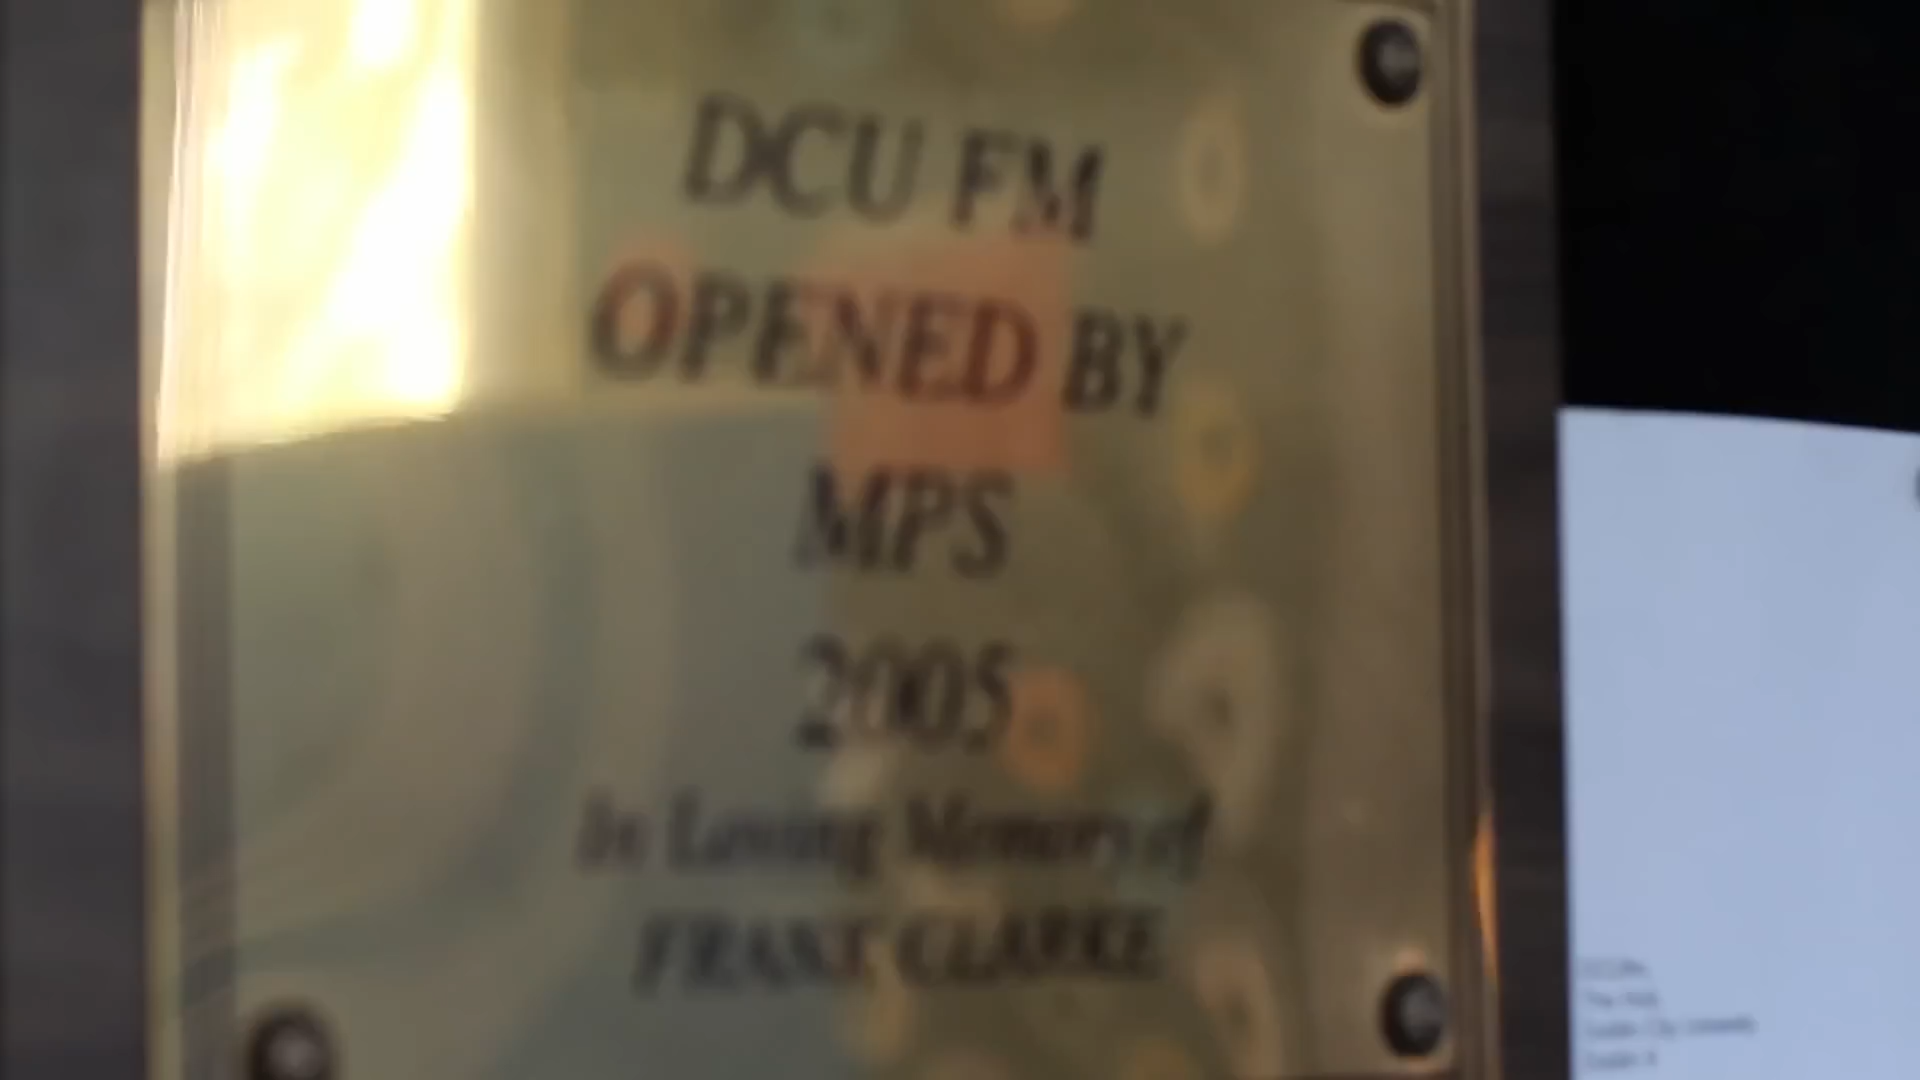 DCU FM
OPENED BY
MPS
2005
In Loving Memory of
FRANK CLARKE